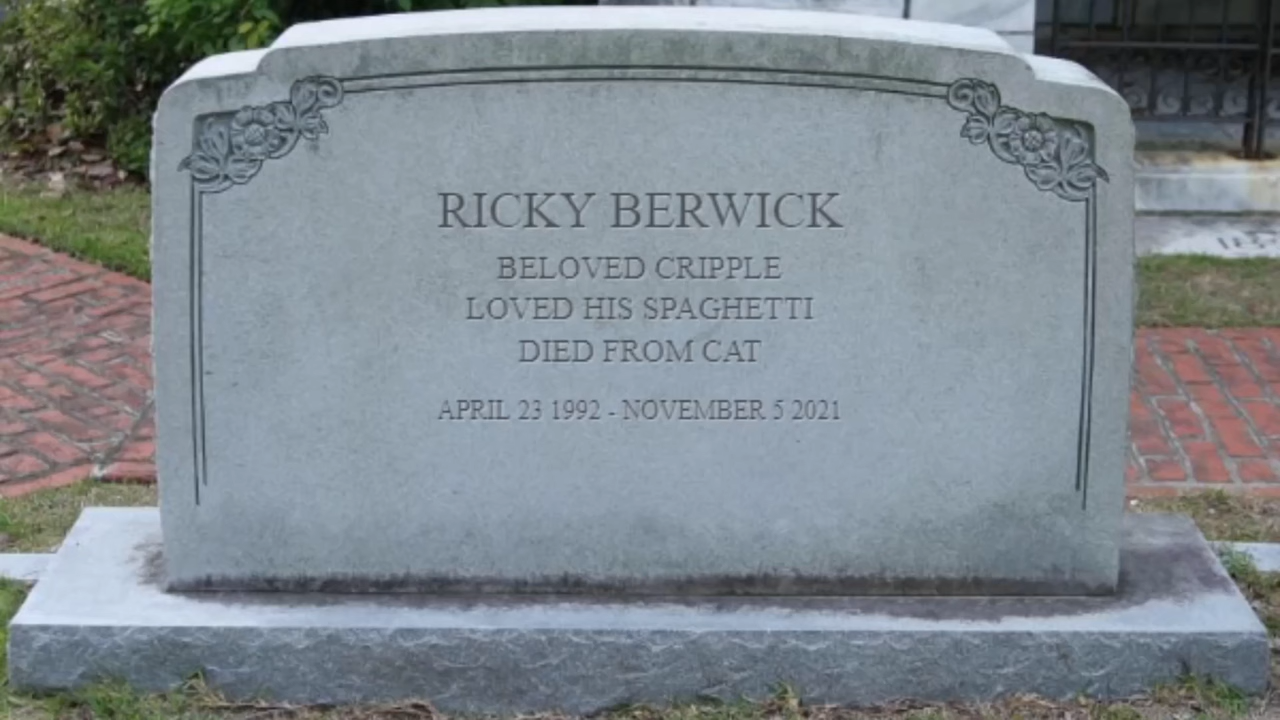 RICKY BERWICK
BELOVED CRIPPLE
LOVED HIS SPAGHETTI
DIED FROM CAT
APRIL 23 1992 - NOVEMBER 5 2021